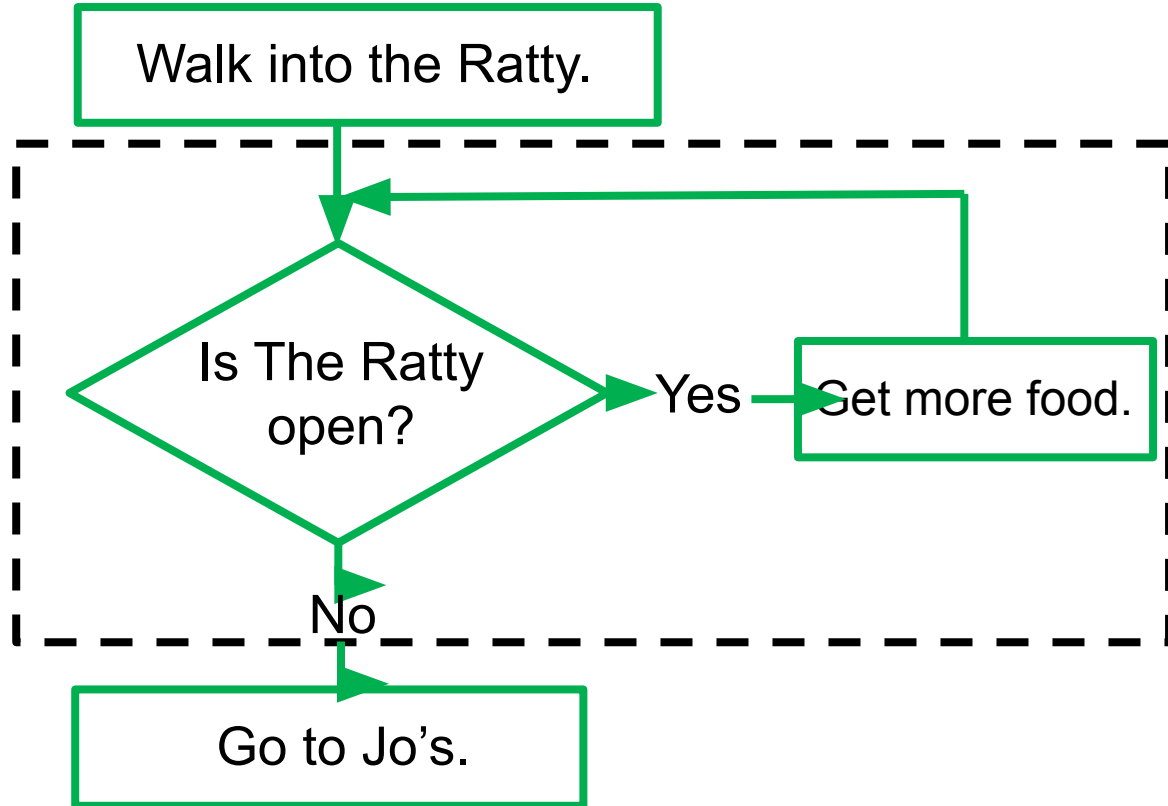 Walk into the Ratty.
Is The Ratty
open?
Yes
Get more food.
No
Go to Jo’s.